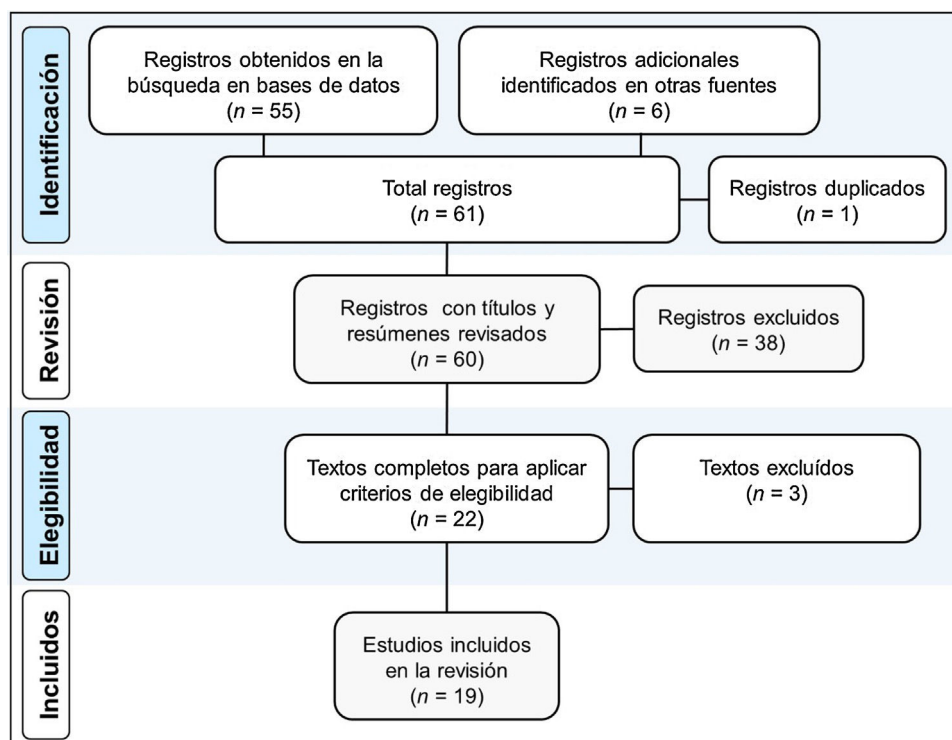 Identificación
Registros obtenidos en la
búsqueda en bases de datos
(n = 55)
Registros adicionales
identificados en otras fuentes
(n = 6)
Total registros
(n = 61)
Registros duplicados
(n = 1)
Revisión
Registros con títulos y
resúmenes revisados
(n = 60)
Registros excluidos
(n = 38)
Elegibilidad
Textos completos para aplicar
criterios de elegibilidad
(n = 22)
Textos excluídos
(n = 3)
Incluidos
Estudios incluidos
en la revisión
(n = 19)